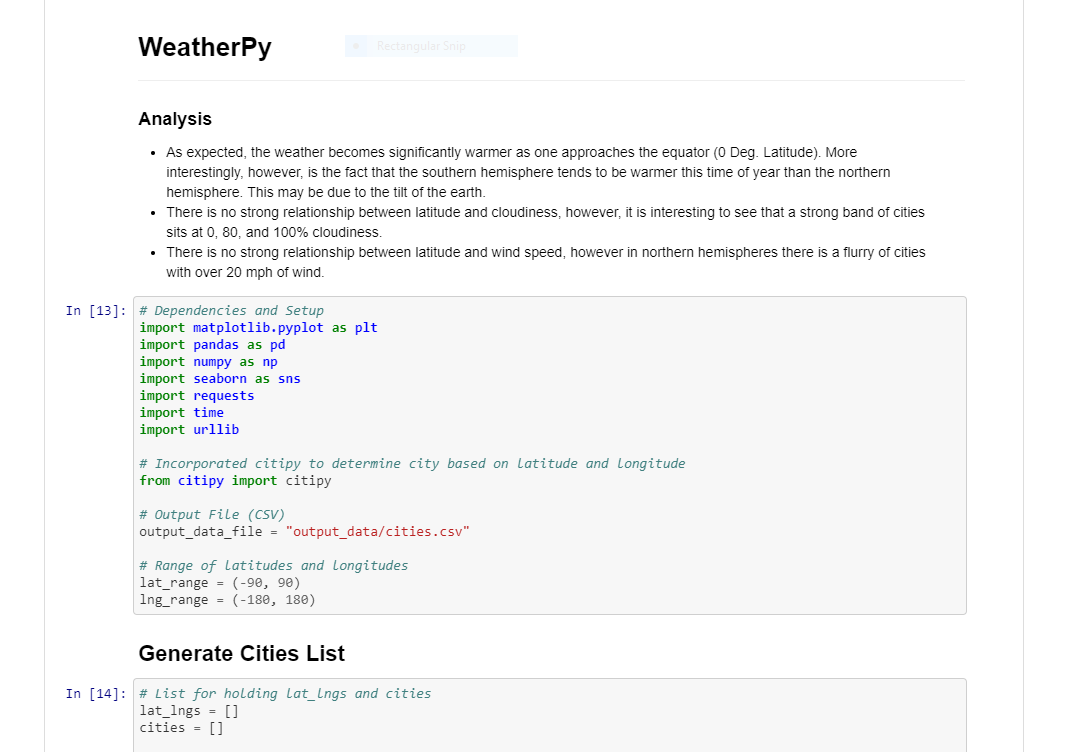 WeatherPy
Rectangular Snip
Analysis
• As expected, the weather becomes significantly warmer as one approaches the equator (0 Deg. Latitude). More
interestingly, however, is the fact that the southern hemisphere tends to be warmer this time of year than the northern
hemisphere. This may be due to the tilt of the earth.
• There is no strong relationship between latitude and cloudiness, however, it is interesting to see that a strong band of cities
sits at 0, 80, and 100% cloudiness.
• There is no strong relationship between latitude and wind speed, however in northern hemispheres there is a flurry of cities
with over 20 mph of wind.
In [13]: # Dependencies and Setup
import matplotlib.pyplot as plt
import pandas as pd
import numpy as np
import seaborn as sns
import requests
import time
import urllib
# Incorporated citipy to determine city based on latitude and longitude
from citipy import citipy
# Output File (CSV)
output_data_file = "output_data/cities.csv"
# Range of latitudes and longitudes
lat_range = (-90, 90)
lng_range = (-180, 180)
Generate Cities List
In [14]: # List for holding lat_lngs and cities
lat_lngs = []
cities = []